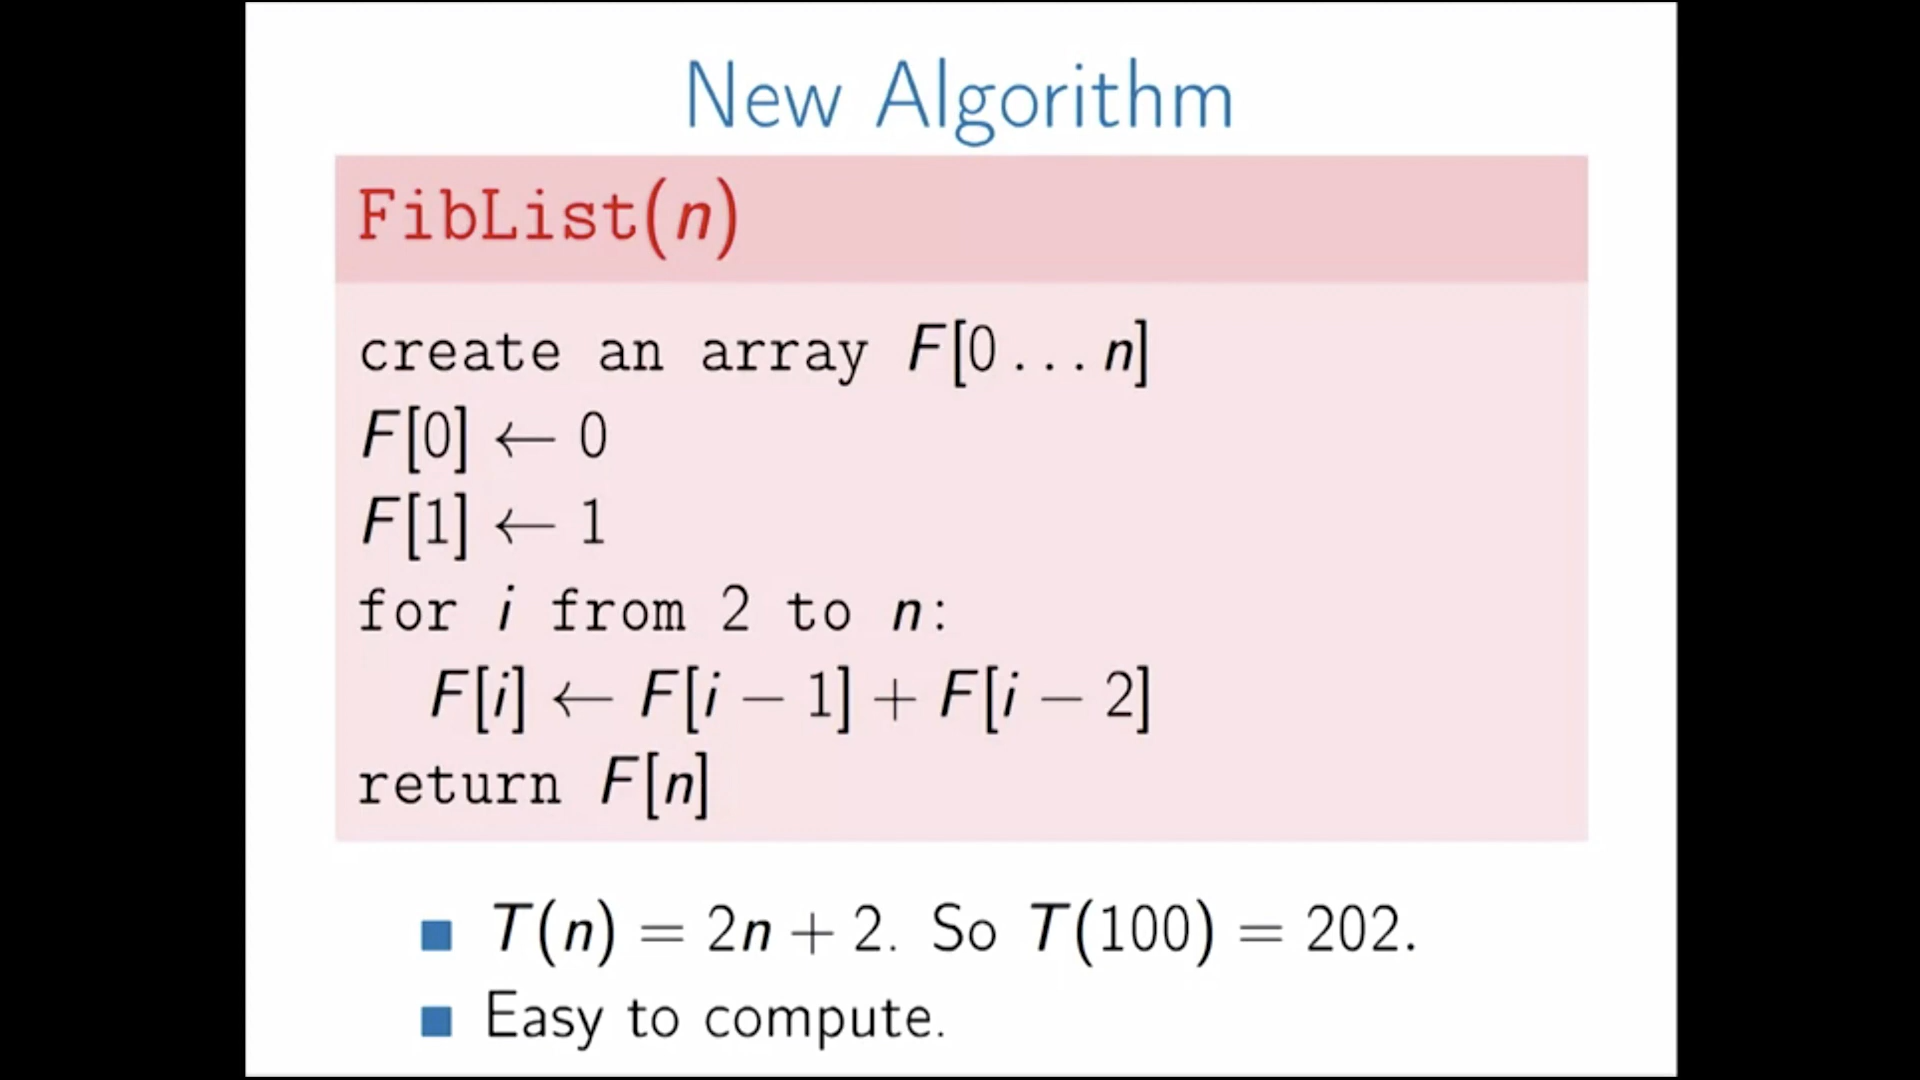 New Algorithm
FibList(n)
create an array F[0 . . . n]
F[0] ← 0
F[1] ← 1
for i from 2 to n:
F[i] ← F[i − 1] + F[i − 2]
return F[n]
T(n) = 2n + 2. So T(100) = 202.
Easy to compute.